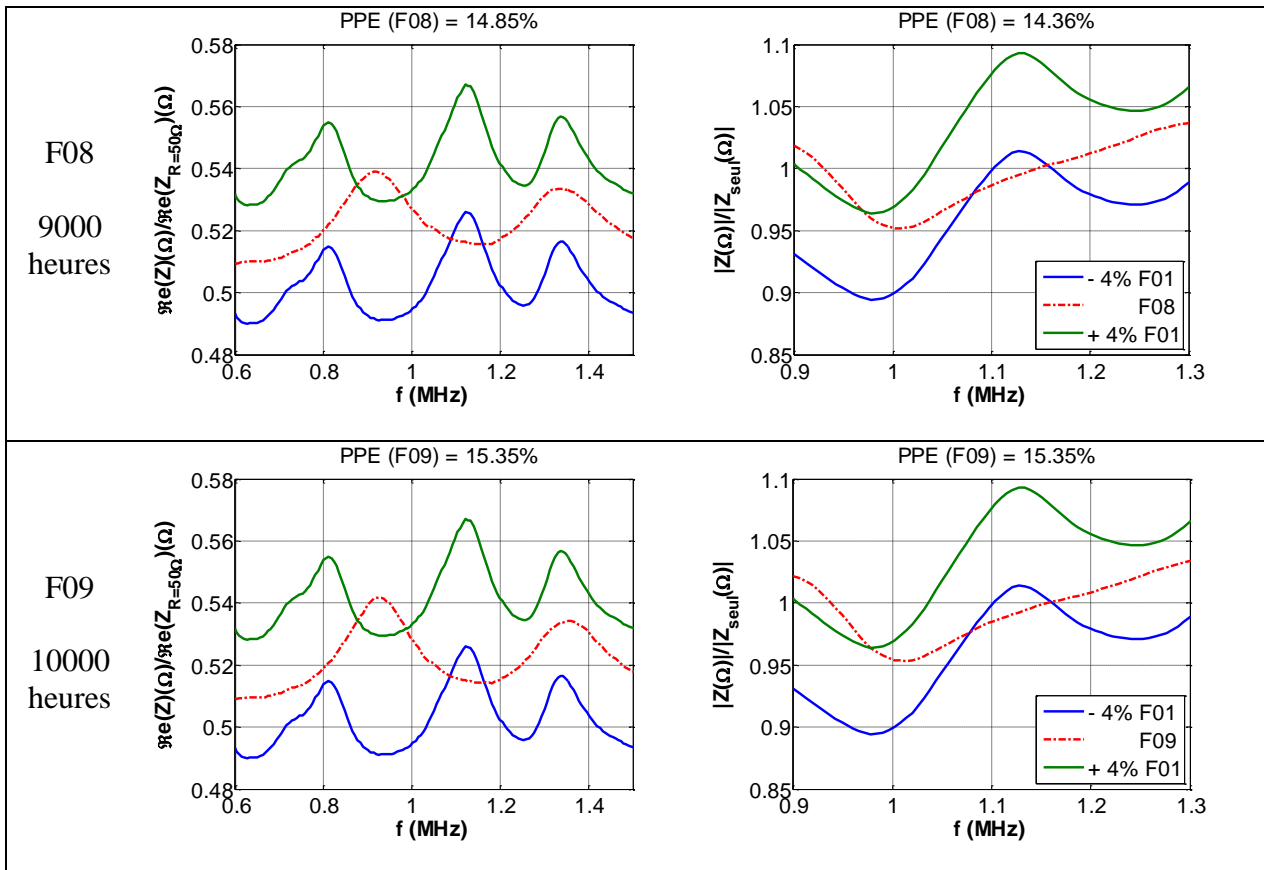 F08
9000
heures
PPE (F08) = 14.85%
ℜe(Z)(Ω)/ℜe(Z_{R=50Ω})(Ω)
0.58
0.56
0.54
0.52
0.5
0.48
0.6 0.8 1 1.2 1.4
f (MHz)
PPE (F08) = 14.36%
|Z(Ω)|/|Z_{seul}(Ω)|
1.1
1.05
1
0.95
0.9
0.85
0.9 1 1.1 1.2 1.3
f (MHz)
- 4% F01
F08
+ 4% F01
F09
10000
heures
PPE (F09) = 15.35%
ℜe(Z)(Ω)/ℜe(Z_{R=50Ω})(Ω)
0.58
0.56
0.54
0.52
0.5
0.48
0.6 0.8 1 1.2 1.4
f (MHz)
PPE (F09) = 15.35%
|Z(Ω)|/|Z_{seul}(Ω)|
1.1
1.05
1
0.95
0.9
0.85
0.9 1 1.1 1.2 1.3
f (MHz)
- 4% F01
F09
+ 4% F01